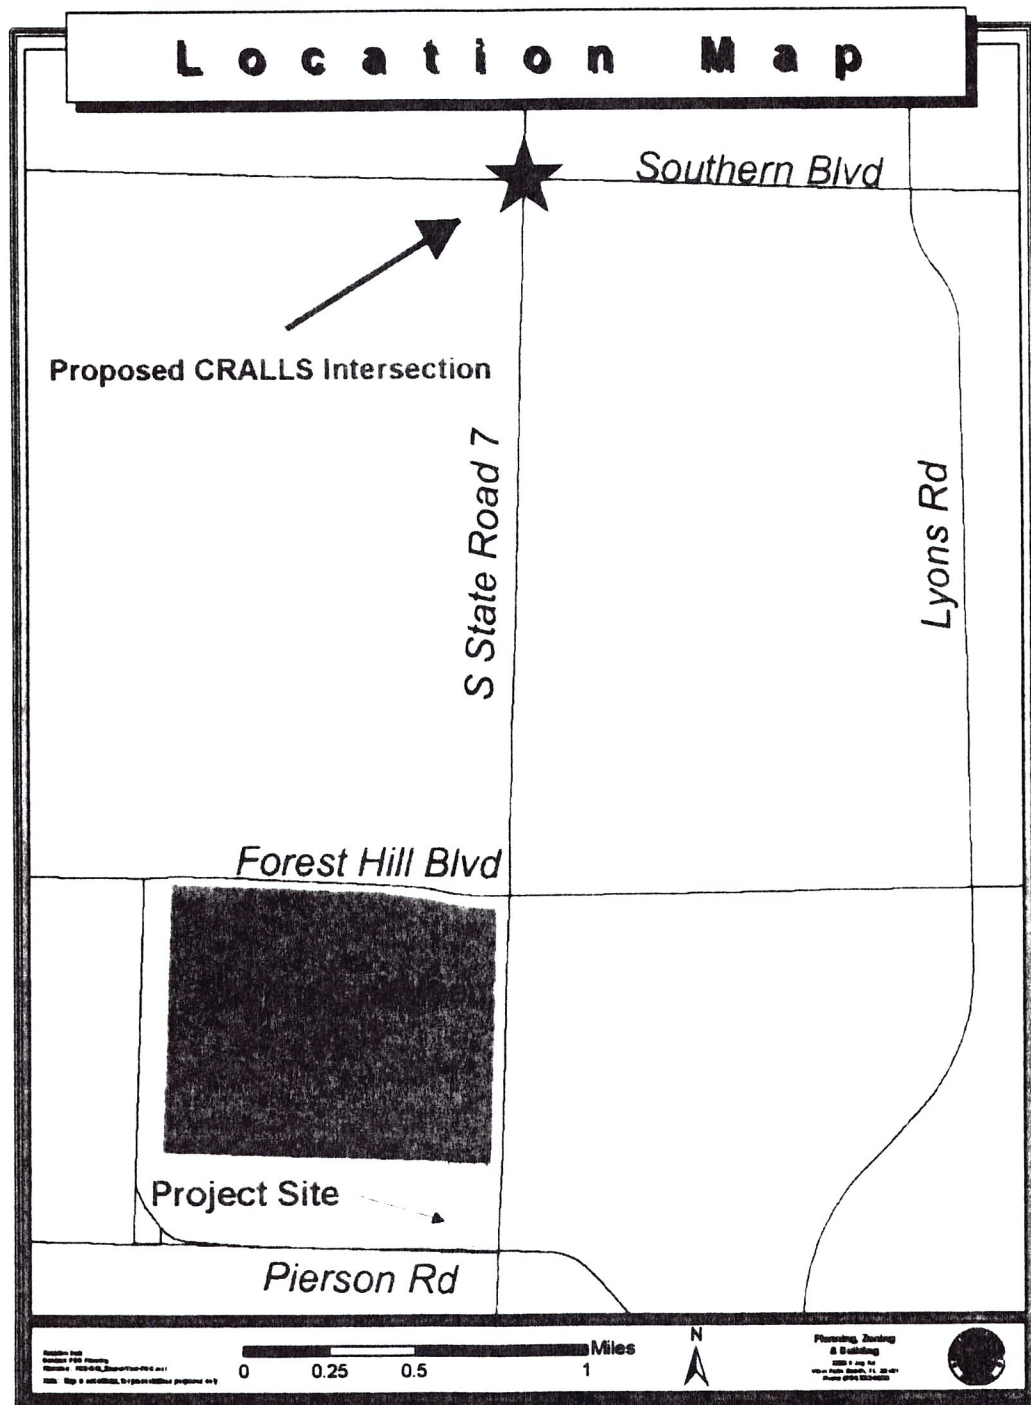 Location Map
Southern Blvd
Proposed CRALLS Intersection
S State Road 7
Lyons Rd
Forest Hill Blvd
Project Site
Pierson Rd
Miles
0 0.25 0.5 1
N
Planning, Zoning
& Building